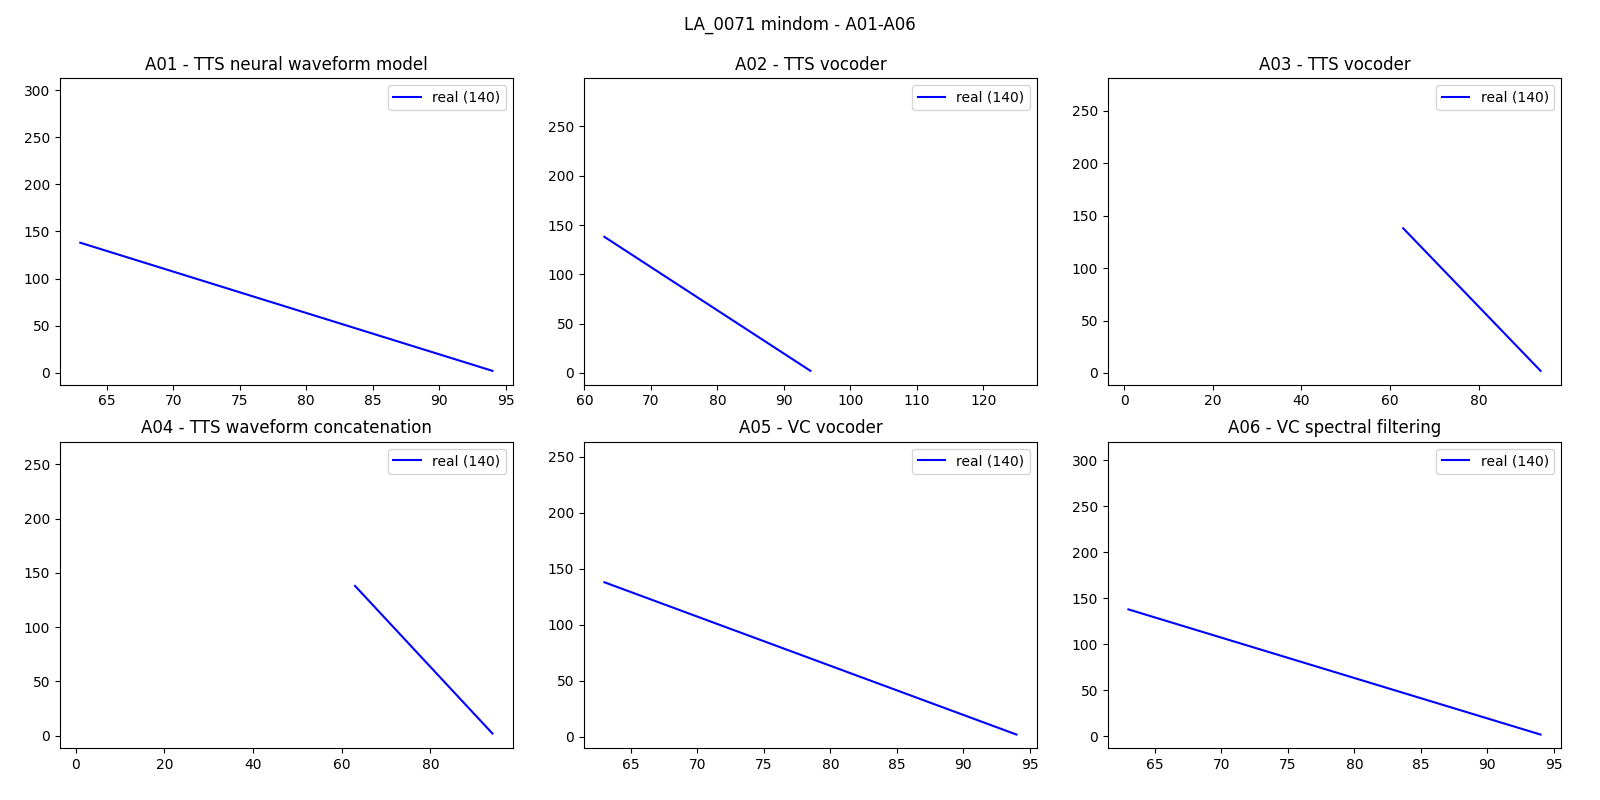 LA_0071 mindom - A01-A06
A01 - TTS neural waveform model
A02 - TTS vocoder
A03 - TTS vocoder
real (140)
real (140)
real (140)
300
250
200
150
100
50
0
65 70 75 80 85 90 95
250
200
150
100
50
0
60 70 80 90 100 110 120
250
200
150
100
50
0
0 20 40 60 80
A04 - TTS waveform concatenation
A05 - VC vocoder
A06 - VC spectral filtering
real (140)
real (140)
real (140)
250
200
150
100
50
0
0 20 40 60 80
250
200
150
100
50
0
65 70 75 80 85 90 95
300
250
200
150
100
50
0
65 70 75 80 85 90 95